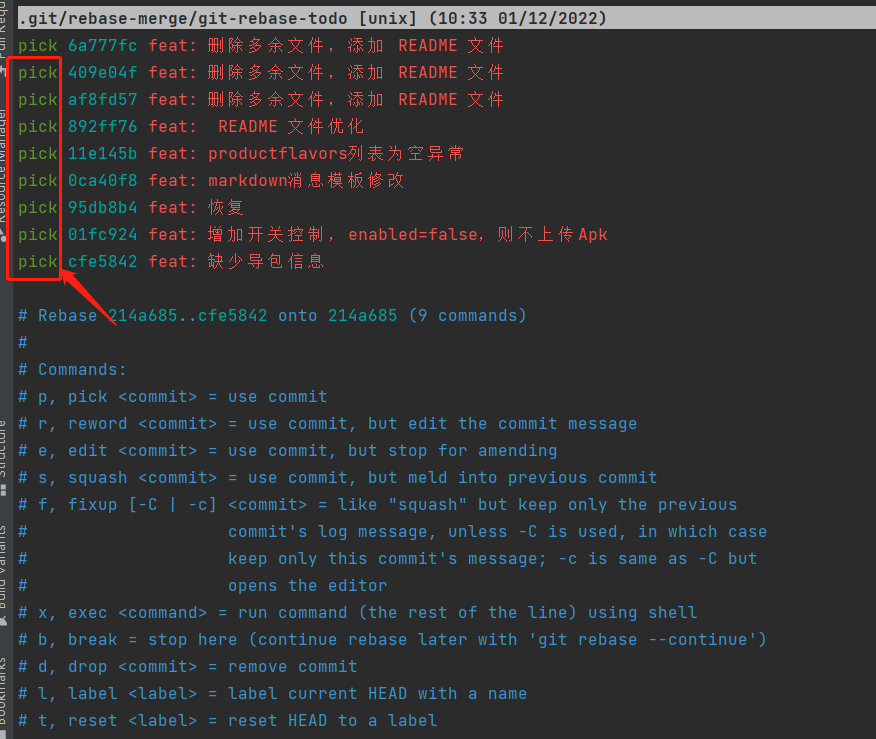 .git/rebase-merge/git-rebase-todo [unix] (10:33 01/12/2022)
pick 6a777fc feat: 删除多余文件，添加 README 文件
pick 409e04f feat: 删除多余文件，添加 README 文件
pick af8fd57 feat: 删除多余文件，添加 README 文件
pick 892ff76 feat:  README 文件优化
pick 11e145b feat: productflavors列表为空异常
pick 0ca40f8 feat: markdown消息模板修改
pick 95db8b4 feat: 恢复
pick 01fc924 feat: 增加开关控制，enabled=false，则不上传Apk
pick cfe5842 feat: 缺少导包信息
# Rebase 214a685..cfe5842 onto 214a685 (9 commands)
#
# Commands:
# p, pick <commit> = use commit
# r, reword <commit> = use commit, but edit the commit message
# e, edit <commit> = use commit, but stop for amending
# s, squash <commit> = use commit, but meld into previous commit
# f, fixup [-C | -c] <commit> = like "squash" but keep only the previous
#                    commit's log message, unless -C is used, in which case
#                    keep only this commit's message; -c is same as -C but
#                    opens the editor
# x, exec <command> = run command (the rest of the line) using shell
# b, break = stop here (continue rebase later with 'git rebase --continue')
# d, drop <commit> = remove commit
# l, label <label> = label current HEAD with a name
# t, reset <label> = reset HEAD to a label
Resource Manager
Structure
Build Variants
Bookmarks